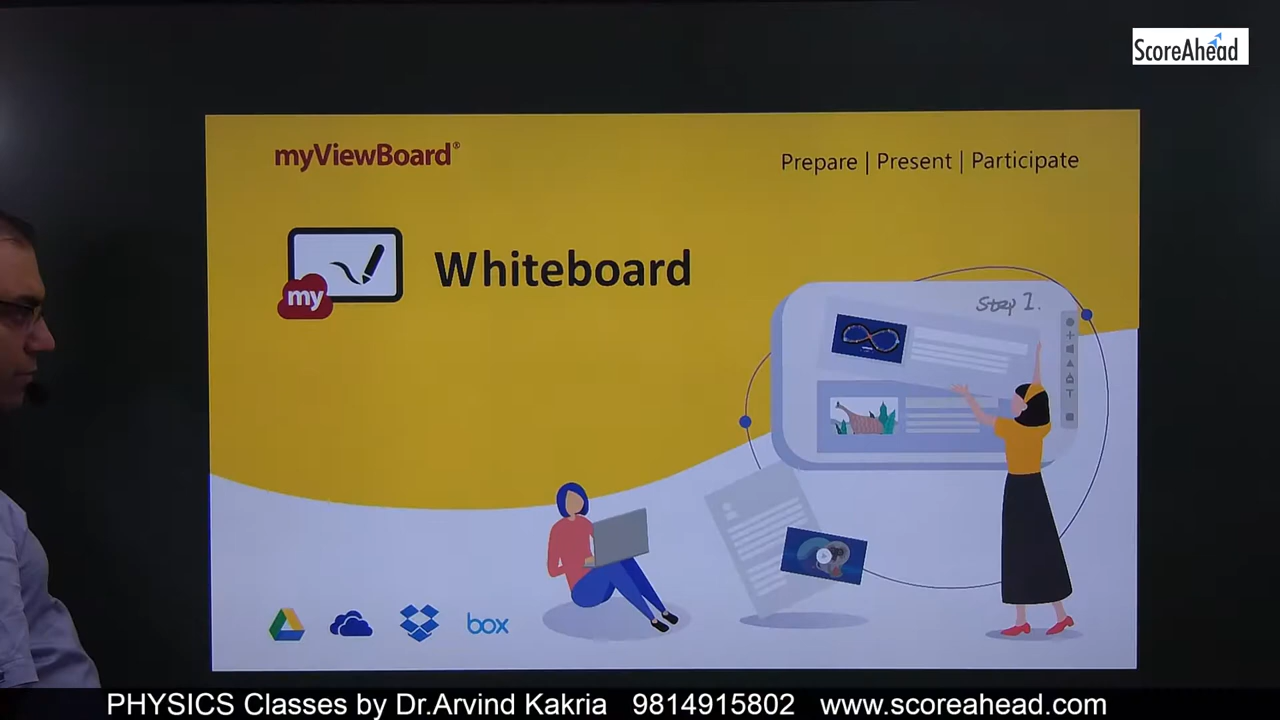 ScoreAhead
myViewBoard®
Prepare | Present | Participate
my
Whiteboard
Step 1.
box
PHYSICS Classes by Dr.Arvind Kakria 9814915802 www.scoreahead.com